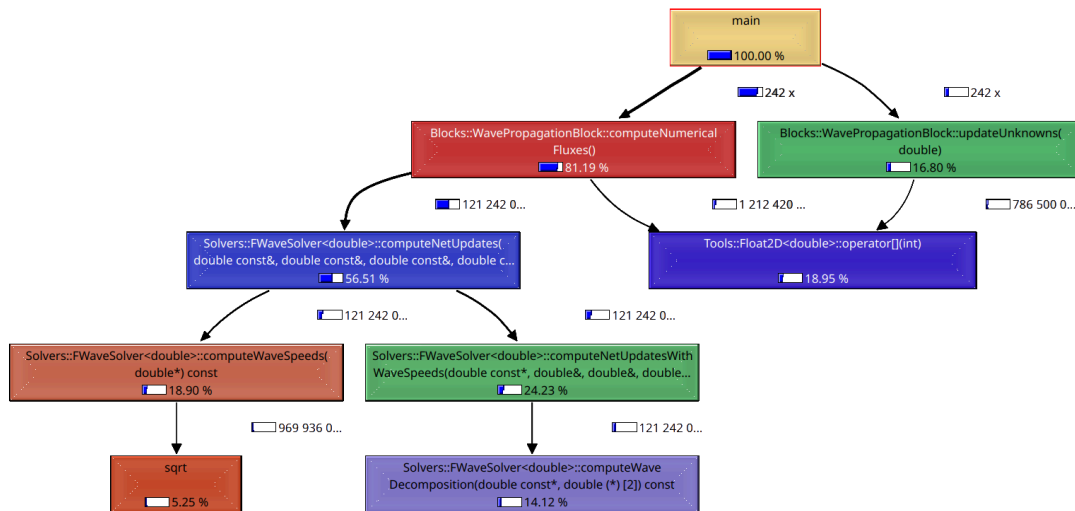 main
100.00 %
242 x
242 x
Blocks::WavePropagationBlock::computeNumerical
Fluxes()
81.19 %
Blocks::WavePropagationBlock::updateUnknowns(
double)
16.80 %
121 242 0...
1 212 420 ...
786 500 0...
Solvers::FWaveSolver<double>::computeNetUpdates(
double const&, double const&, double const&, double c...
56.51 %
Tools::Float2D<double>::operator[](int)
18.95 %
121 242 0...
121 242 0...
Solvers::FWaveSolver<double>::computeWaveSpeeds(
double*) const
18.90 %
Solvers::FWaveSolver<double>::computeNetUpdatesWith
WaveSpeeds(double const*, double&, double&, double...
24.23 %
969 936 0...
121 242 0...
sqrt
5.25 %
Solvers::FWaveSolver<double>::computeWave
Decomposition(double const*, double (*) [2]) const
14.12 %